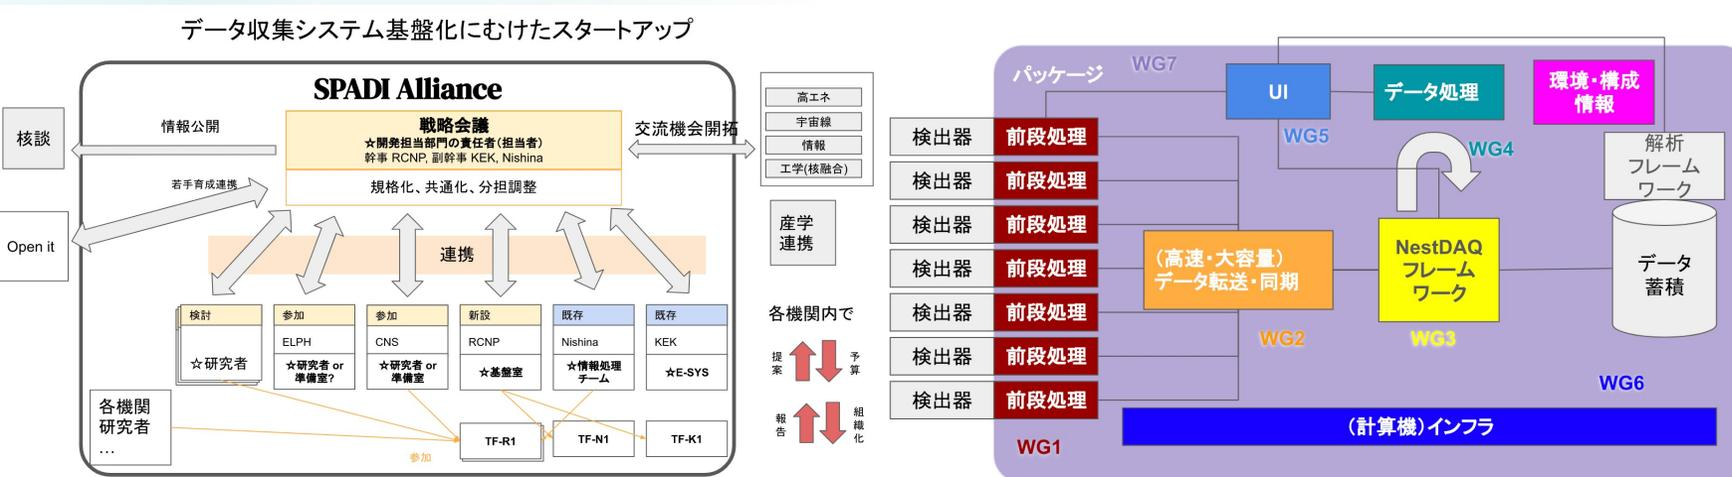 データ収集システム基盤化にむけたスタートアップ
SPADI Alliance
戦略会議
☆開発担当部門の責任者(担当者)
幹事 RCNP, 副幹事 KEK, Nishina
規格化、共通化、分担調整
核談
情報公開
若手育成連携
Open it
交流機会開拓
高エネ
宇宙線
情報
工学(核融合)
産学
連携
連携
検討
☆研究者
参加
ELPH
☆研究者 or
準備室?
参加
CNS
☆研究者 or
準備室
新設
RCNP
☆基盤室
既存
Nishina
☆情報処理
チーム
既存
KEK
☆E-SYS
各機関
研究者
…
参加
TF-R1
TF-N1
TF-K1
各機関内で
提案
予算
報告
組織化
パッケージ
WG7
UI
WG5
データ処理
WG4
環境・構成
情報
解析
フレーム
ワーク
検出器
前段処理
検出器
前段処理
検出器
前段処理
検出器
前段処理
検出器
前段処理
検出器
前段処理
検出器
前段処理
WG1
(高速・大容量)
データ転送・同期
WG2
NestDAQ
フレーム
ワーク
WG3
データ
蓄積
WG6
(計算機)インフラ